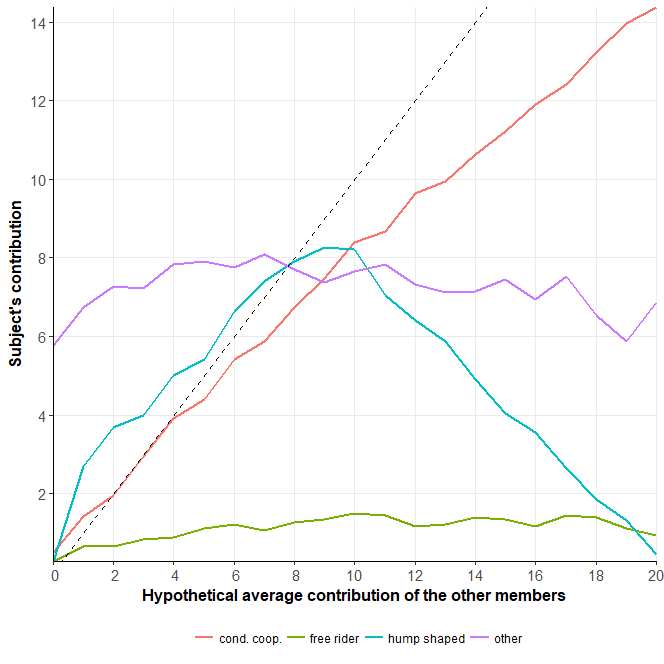 14
12
10
8
6
4
2
Subject's contribution
0 2 4 6 8 10 12 14 16 18 20
Hypothetical average contribution of the other members
cond. coop. free rider hump shaped other